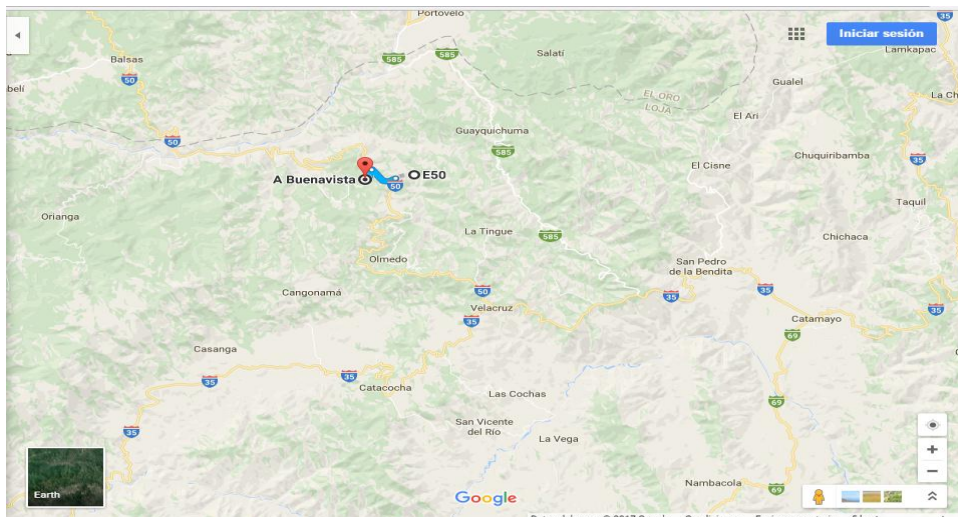 Portovelo
35
Iniciar sesión
Lamkapac
Balsas
585
585
Salatí
Gualel
50
belí
EL ORO
LOJA
La Ch
El Ari
50
Guayquichuma
585
El Cisne
Chuquiribamba
35
A Buenavista
50
E50
Taquil
Orianga
La Tingue
585
Chichaca
Olmedo
San Pedro
de la Bendita
Cangonamá
50
35
35
Velacruz
35
35
Catamayo
69
Casanga
35
35
Catacocha
Las Cochas
69
San Vicente
del Río
35
La Vega
Nambacola
69
Earth
Google